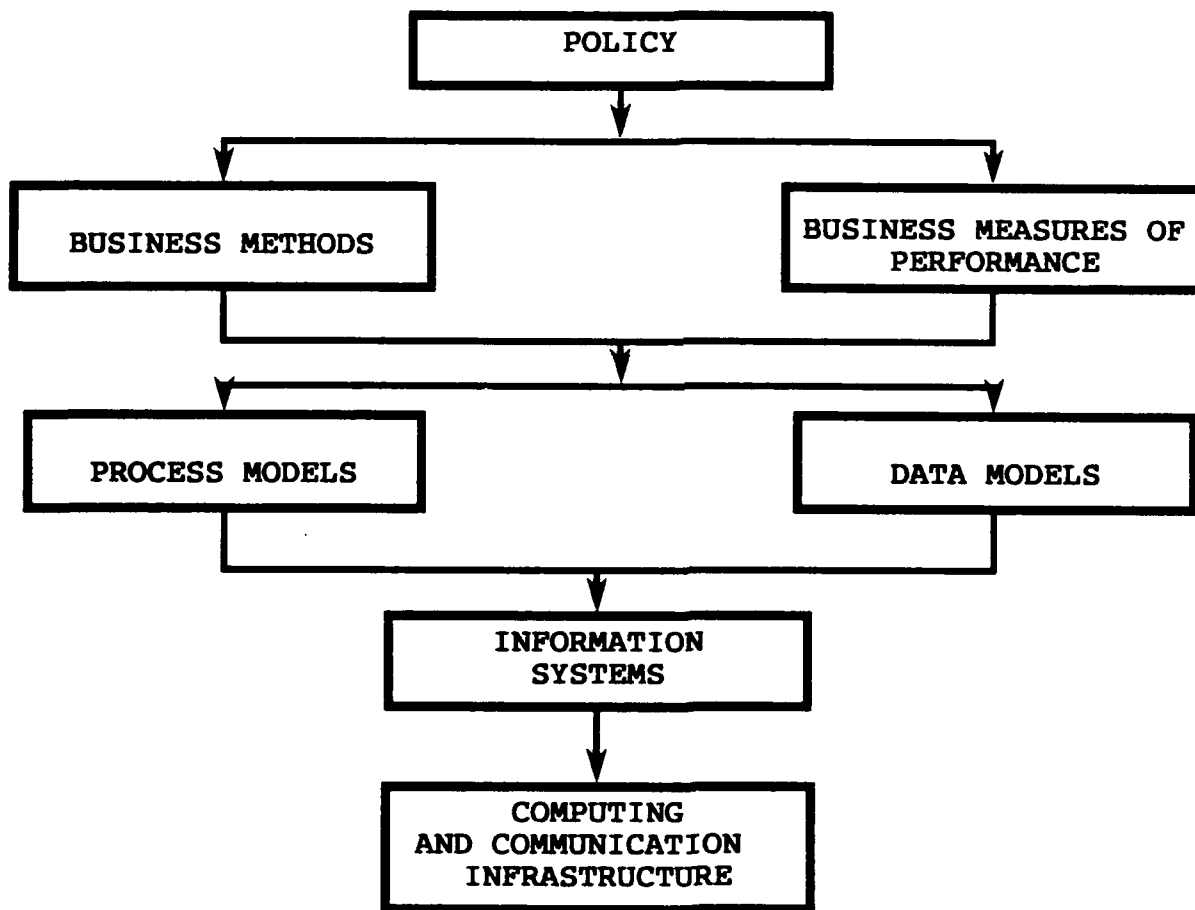 POLICY
BUSINESS METHODS
BUSINESS MEASURES OF
PERFORMANCE
PROCESS MODELS
DATA MODELS
INFORMATION
SYSTEMS
COMPUTING
AND COMMUNICATION
INFRASTRUCTURE